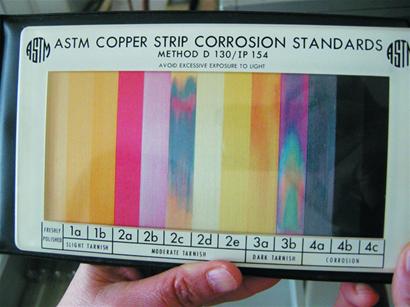 ASTM ASTM COPPER STRIP CORROSION STANDARDS ASTM
METHOD D 130/IP 154
AVOID EXCESSIVE EXPOSURE TO LIGHT
FRESHLY POLISHED 1a 1b 2a 2b 2c 2d 2e 3a 3b 4a 4b 4c
SLIGHT TARNISH MODERATE TARNISH DARK TARNISH CORROSION